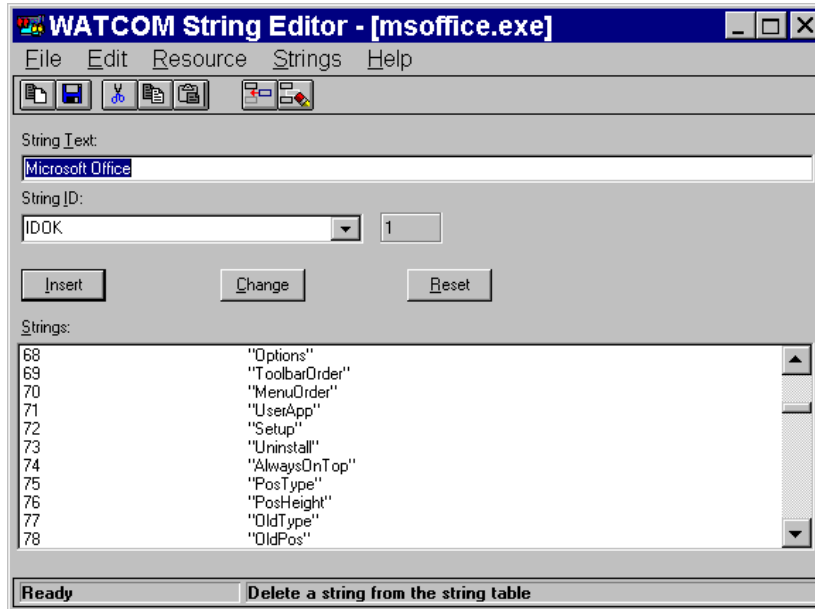 WATCOM String Editor - [msoffice.exe]
File Edit Resource Strings Help
String Text:
Microsoft Office
String ID:
IDOK 1
Insert Change Reset
Strings:
68 "Options"
69 "ToolbarOrder"
70 "MenuOrder"
71 "UserApp"
72 "Setup"
73 "Uninstall"
74 "AlwaysOnTop"
75 "PosType"
76 "PosHeight"
77 "OldType"
78 "OldPos"
Ready Delete a string from the string table